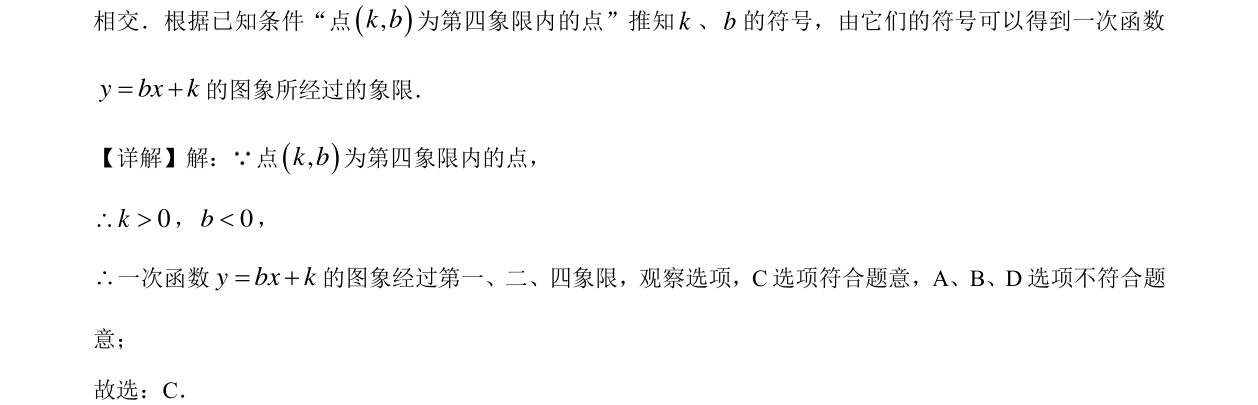 相交．根据已知条件“点(k,b)为第四象限内的点”推知k、b的符号，由它们的符号可以得到一次函数
y=bx+k的图象所经过的象限．
【详解】解：∵点(k,b)为第四象限内的点，
∴k>0，b<0，
∴一次函数y=bx+k的图象经过第一、二、四象限，观察选项，C选项符合题意，A、B、D选项不符合题
意；
故选：C．